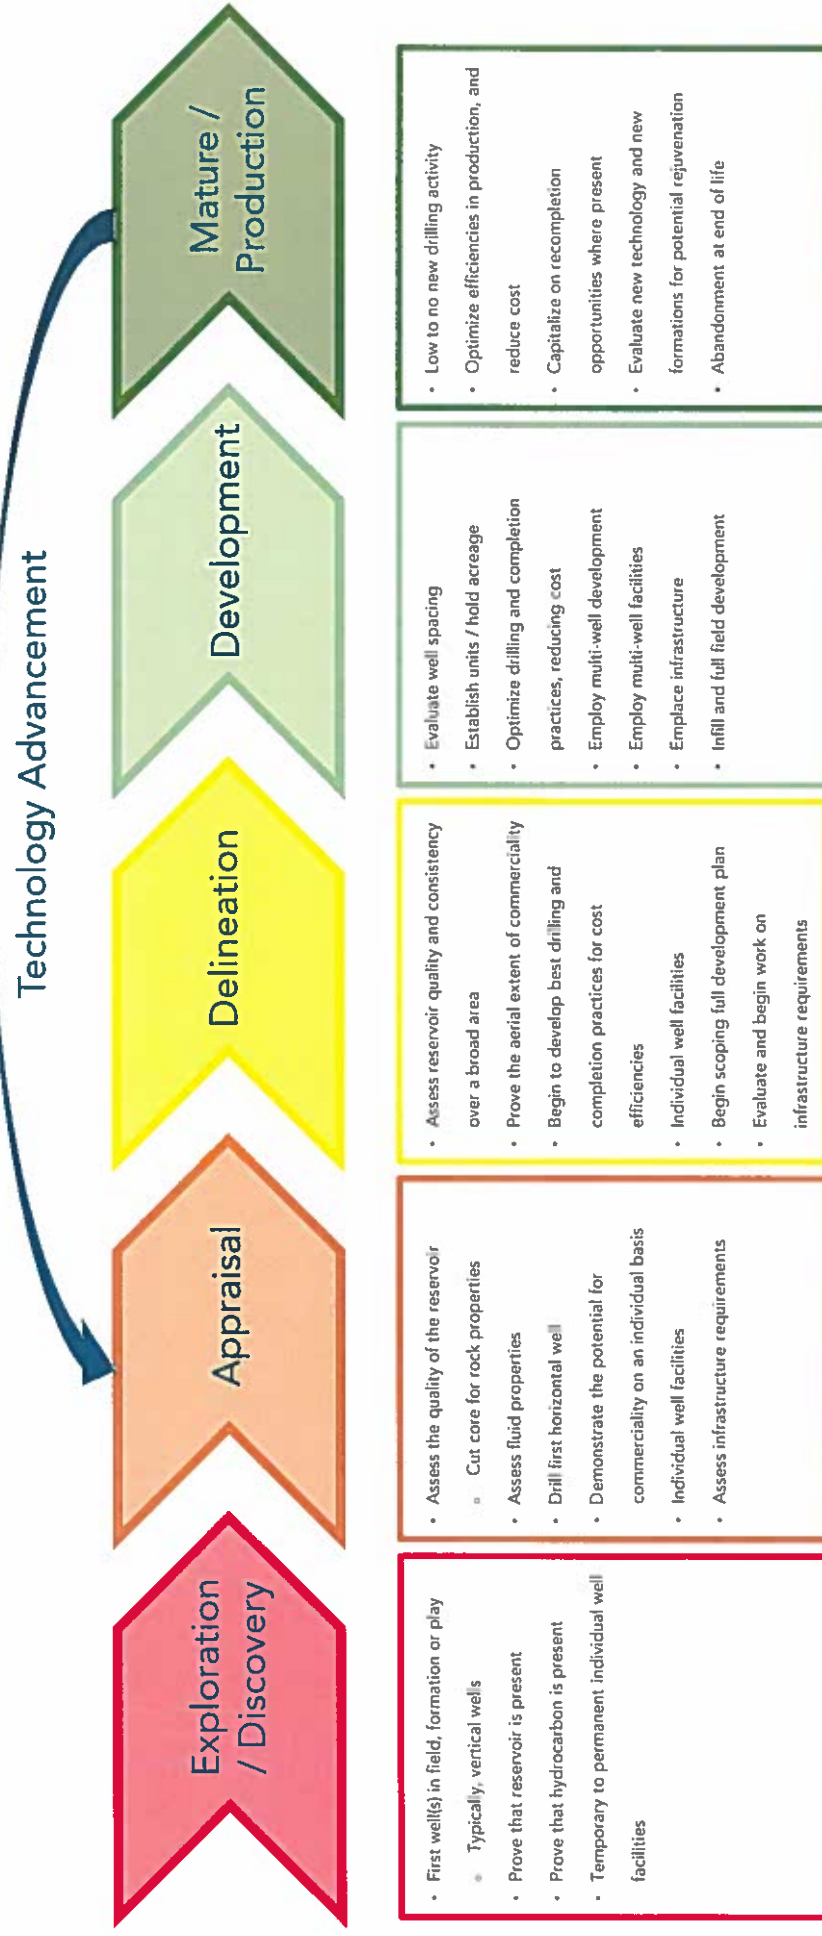 Technology Advancement
Exploration
/ Discovery
Appraisal
Delineation
Development
Mature /
Production
• First well(s) in field, formation or play
• Typically, vertical wells
• Prove that reservoir is present
• Prove that hydrocarbon is present
• Temporary to permanent individual well
facilities
• Assess the quality of the reservoir
▫ Cut core for rock properties
• Assess fluid properties
• Drill first horizontal well
• Demonstrate the potential for
commerciality on an individual basis
• Individual well facilities
• Assess infrastructure requirements
• Assess reservoir quality and consistency
over a broad area
• Prove the aerial extent of commerciality
• Begin to develop best drilling and
completion practices for cost
efficiencies
• Individual well facilities
• Begin scoping full development plan
• Evaluate and begin work on
infrastructure requirements
• Evaluate well spacing
• Establish units / hold acreage
• Optimize drilling and completion
practices, reducing cost
• Employ multi-well development
• Employ multi-well facilities
• Emplace infrastructure
• Infill and full field development
• Low to no new drilling activity
• Optimize efficiencies in production, and
reduce cost
• Capitalize on recompletion
opportunities where present
• Evaluate new technology and new
formations for potential rejuvenation
• Abandonment at end of life